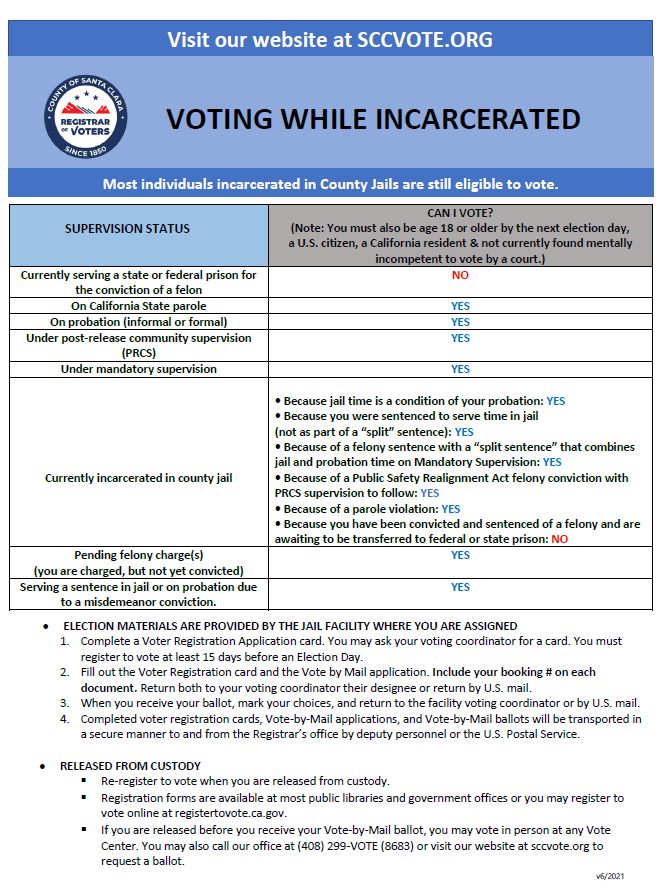 Visit our website at SCCVOTE.ORG
COUNTY OF SANTA CLARA
REGISTRAR
OF VOTERS
SINCE 1850
VOTING WHILE INCARCERATED
Most individuals incarcerated in County Jails are still eligible to vote.
SUPERVISION STATUS
CAN I VOTE?
(Note: You must also be age 18 or older by the next election day,
a U.S. citizen, a California resident & not currently found mentally
incompetent to vote by a court.)
Currently serving a state or federal prison for
the conviction of a felon
NO
On California State parole
YES
On probation (informal or formal)
YES
Under post-release community supervision
(PRCS)
YES
Under mandatory supervision
YES
Currently incarcerated in county jail
• Because jail time is a condition of your probation: YES
• Because you were sentenced to serve time in jail
(not as part of a “split” sentence): YES
• Because of a felony sentence with a “split sentence” that combines
jail and probation time on Mandatory Supervision: YES
• Because of a Public Safety Realignment Act felony conviction with
PRCS supervision to follow: YES
• Because of a parole violation: YES
• Because you have been convicted and sentenced of a felony and are
awaiting to be transferred to federal or state prison: NO
Pending felony charge(s)
(you are charged, but not yet convicted)
YES
Serving a sentence in jail or on probation due
to a misdemeanor conviction.
YES
• ELECTION MATERIALS ARE PROVIDED BY THE JAIL FACILITY WHERE YOU ARE ASSIGNED
1. Complete a Voter Registration Application card. You may ask your voting coordinator for a card. You must
register to vote at least 15 days before an Election Day.
2. Fill out the Voter Registration card and the Vote by Mail application. Include your booking # on each
document. Return both to your voting coordinator their designee or return by U.S. mail.
3. When you receive your ballot, mark your choices, and return to the facility voting coordinator or by U.S. mail.
4. Completed voter registration cards, Vote-by-Mail applications, and Vote-by-Mail ballots will be transported in
a secure manner to and from the Registrar’s office by deputy personnel or the U.S. Postal Service.
• RELEASED FROM CUSTODY
▪ Re-register to vote when you are released from custody.
▪ Registration forms are available at most public libraries and government offices or you may register to
vote online at registertovote.ca.gov.
▪ If you are released before you receive your Vote-by-Mail ballot, you may vote in person at any Vote
Center. You may also call our office at (408) 299-VOTE (8683) or visit our website at sccvote.org to
request a ballot.
v6/2021